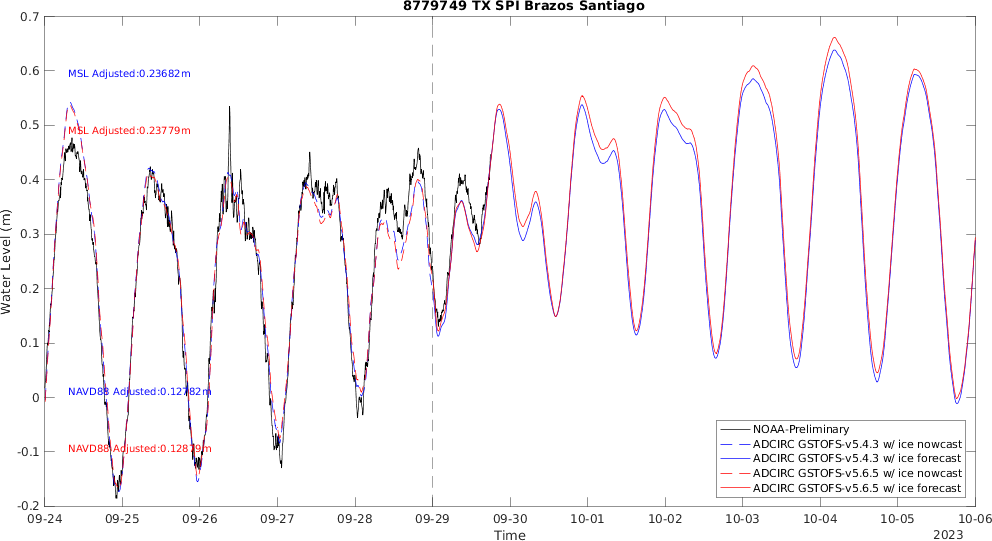 8779749 TX SPI Brazos Santiago
0.7
0.6
0.5
0.4
0.3
0.2
0.1
0
-0.1
-0.2
Water Level (m)
MSL Adjusted:0.23682m
MSL Adjusted:0.23779m
NAVD88 Adjusted:0.12782m
NAVD88 Adjusted:0.12879m
NOAA-Preliminary
ADCIRC GSTOFS-v5.4.3 w/ ice nowcast
ADCIRC GSTOFS-v5.4.3 w/ ice forecast
ADCIRC GSTOFS-v5.6.5 w/ ice nowcast
ADCIRC GSTOFS-v5.6.5 w/ ice forecast
09-24 09-25 09-26 09-27 09-28 09-29 09-30 10-01 10-02 10-03 10-04 10-05 10-06
Time
2023